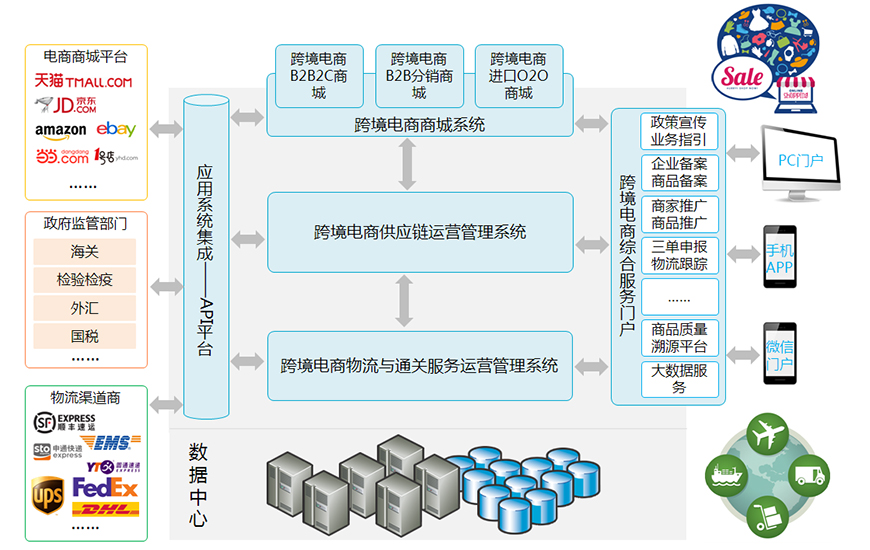 电商商城平台
天猫 TMALL.COM
JD 京东 .COM
amazon ebay
当当.com dangdang 1号店 yhd.com
......
政府监管部门
海关
检验检疫
外汇
国税
......
物流渠道商
SF EXPRESS
顺丰速运
EMS
sto 申通快递
express
YTO 圆通速递
EXPRESS
ups FedEx
DHL
......
应用系统集成——API平台
跨境电商
B2B2C商
城
跨境电商
B2B分销商
城
跨境电商
进口O2O
商城
跨境电商商城系统
跨境电商供应链运营管理系统
跨境电商物流与通关服务运营管理系统
数据中心
跨境电商综合服务门户
政策宣传
业务指引
企业备案
商品备案
商家推广
商品推广
三单申报
物流跟踪
......
商品质量
溯源平台
大数据服
务
Sale
ONLINE
SHOPPING
PC门户
手机
APP
微信
门户